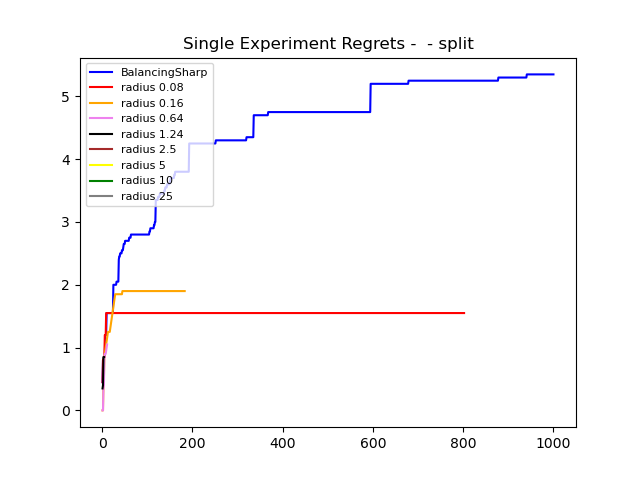 Single Experiment Regrets -  - split
BalancingSharp
radius 0.08
radius 0.16
radius 0.64
radius 1.24
radius 2.5
radius 5
radius 10
radius 25
5
4
3
2
1
0
0 200 400 600 800 1000